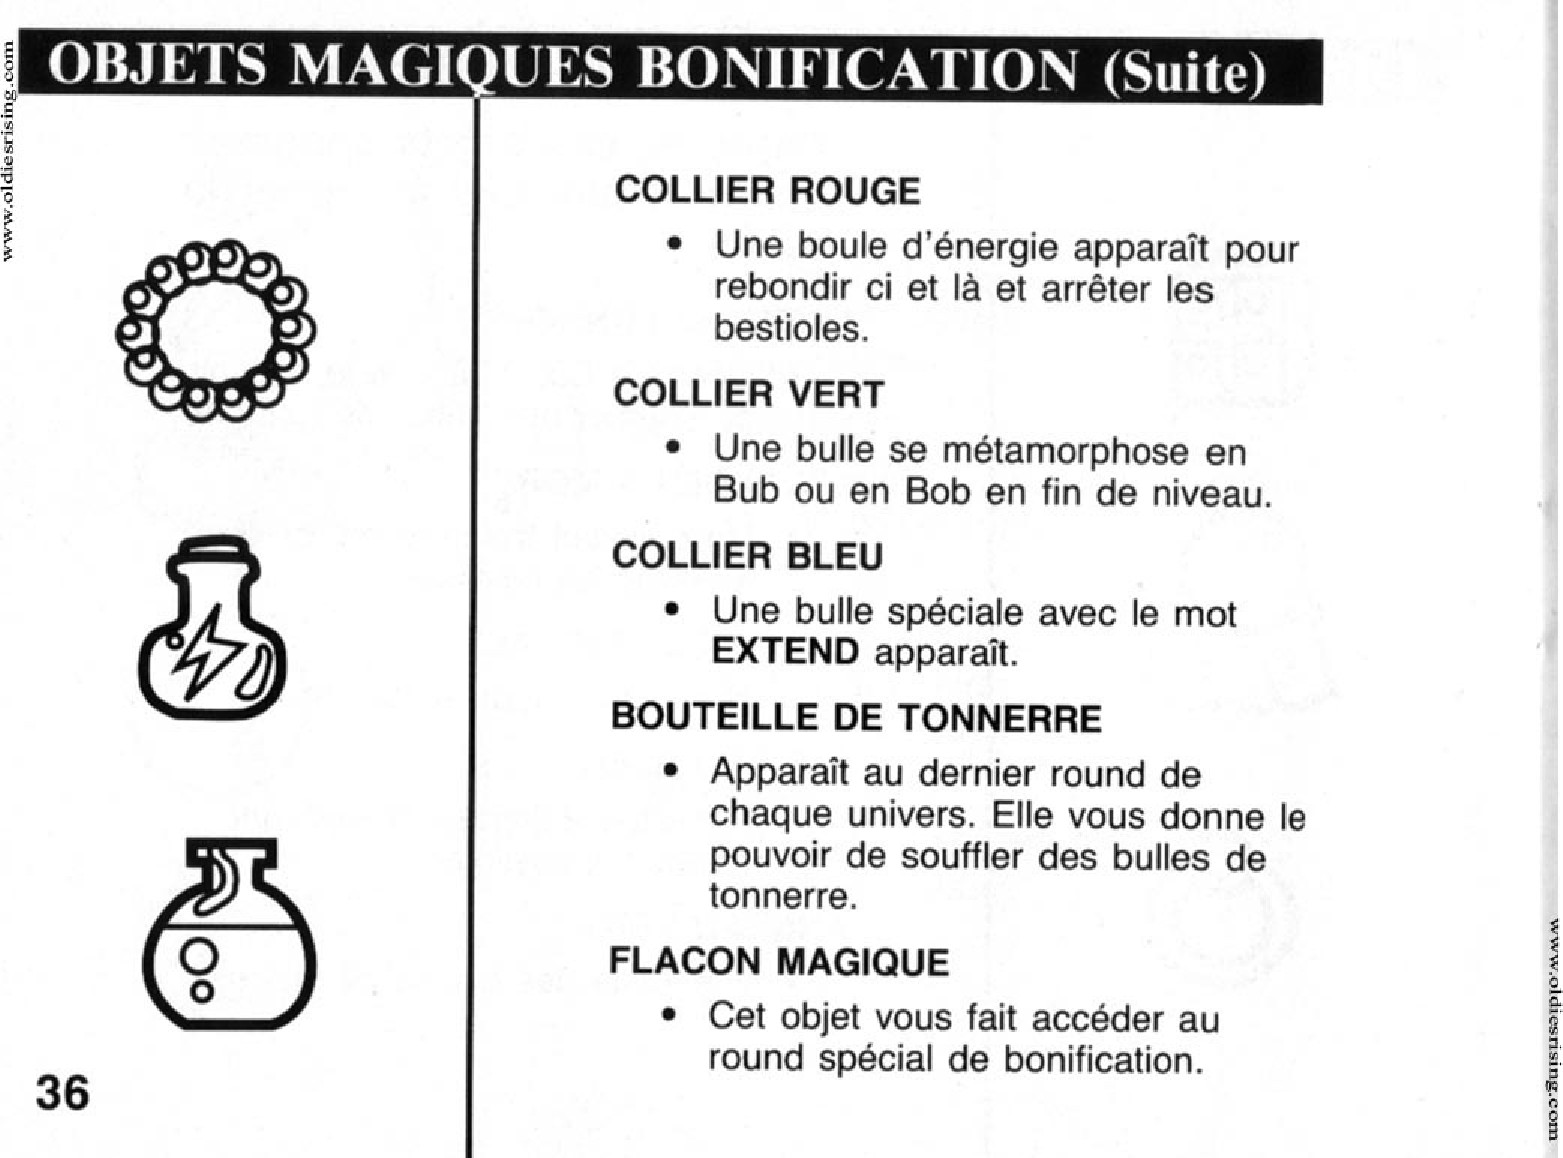 www.oldiesrising.com
OBJETS MAGIQUES BONIFICATION (Suite)
COLLIER ROUGE
• Une boule d'énergie apparaît pour
rebondir ci et là et arrêter les
bestioles.
COLLIER VERT
• Une bulle se métamorphose en
Bub ou en Bob en fin de niveau.
COLLIER BLEU
• Une bulle spéciale avec le mot
EXTEND apparaît.
BOUTEILLE DE TONNERRE
• Apparaît au dernier round de
chaque univers. Elle vous donne le
pouvoir de souffler des bulles de
tonnerre.
FLACON MAGIQUE
• Cet objet vous fait accéder au
round spécial de bonification.
36
www.oldiesrising.com